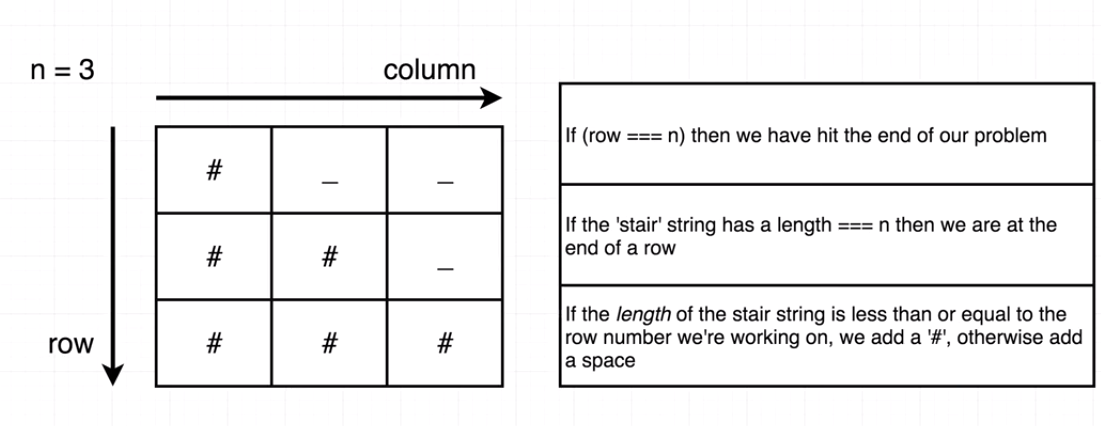 n = 3
column
row
# _ _
# # _
# # #
If (row === n) then we have hit the end of our problem
If the 'stair' string has a length === n then we are at the
end of a row
If the length of the stair string is less than or equal to the
row number we're working on, we add a '#', otherwise add
a space